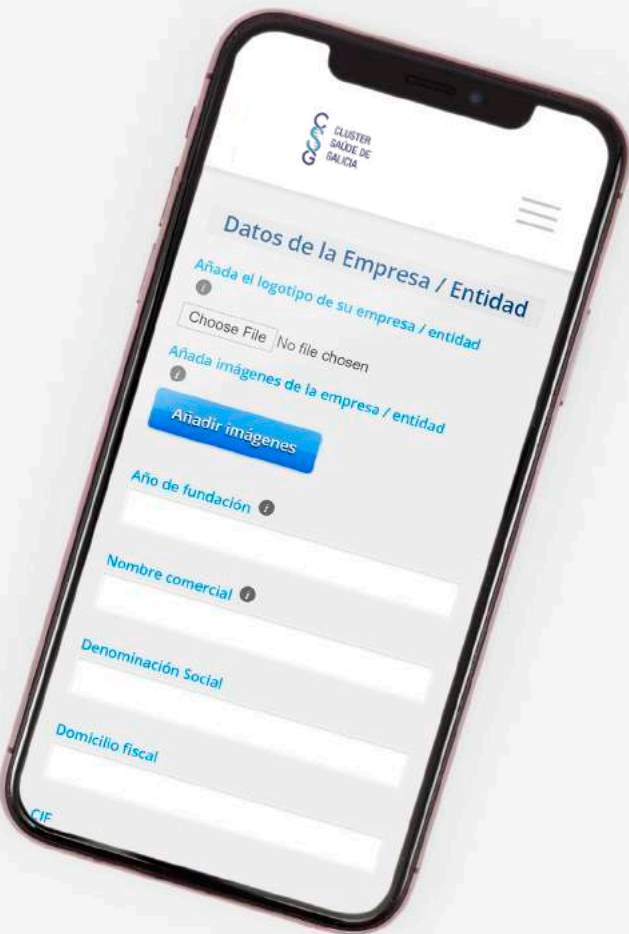 CLUSTER
SAÚDE DE
GALICIA
CSG
Datos de la Empresa / Entidad
Añada el logotipo de su empresa / entidad
Choose File No file chosen
Añada imágenes de la empresa / entidad
Añadir imágenes
Año de fundación
Nombre comercial
Denominación Social
Domicilio fiscal
CIF